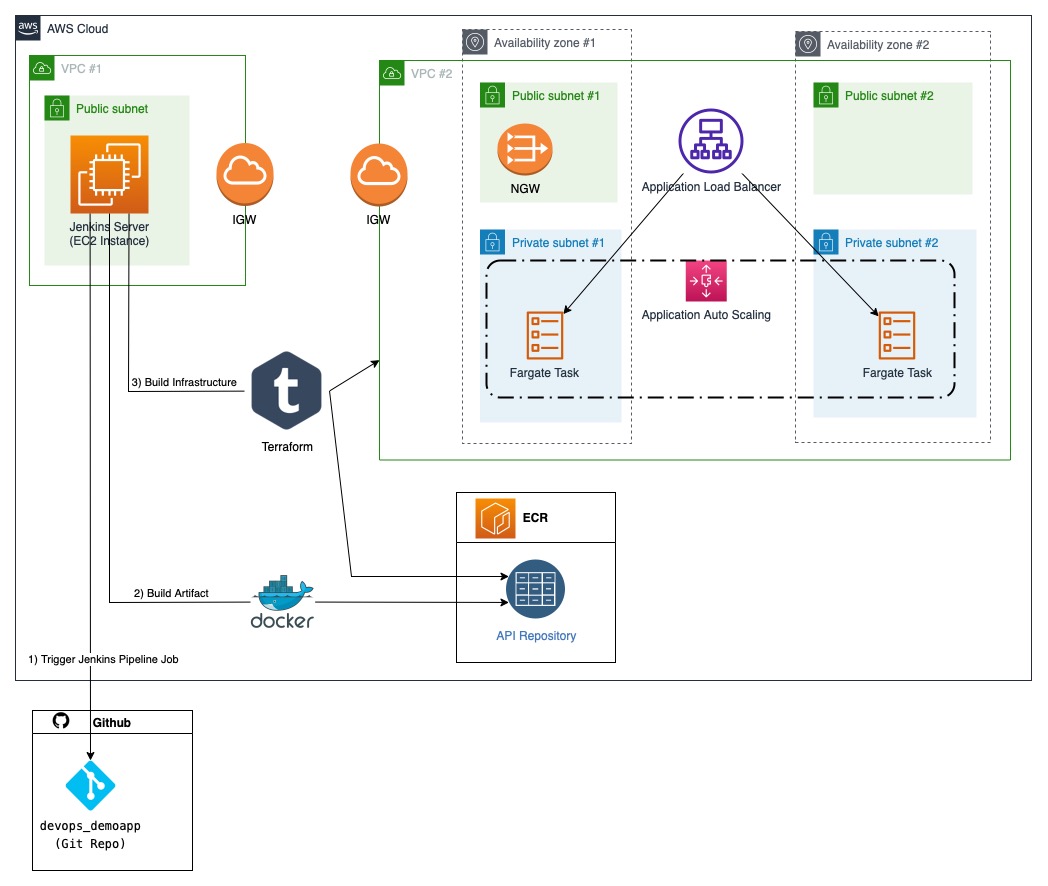 aws
AWS Cloud
Availability zone #1
Availability zone #2
VPC #1
VPC #2
Public subnet
Public subnet #1
Public subnet #2
NGW
Application Load Balancer
IGW
IGW
Jenkins Server
(EC2 Instance)
Private subnet #1
Private subnet #2
Application Auto Scaling
Fargate Task
Fargate Task
3) Build Infrastructure
t
Terraform
ECR
2) Build Artifact
docker
API Repository
1) Trigger Jenkins Pipeline Job
Github
devops_demoapp
(Git Repo)